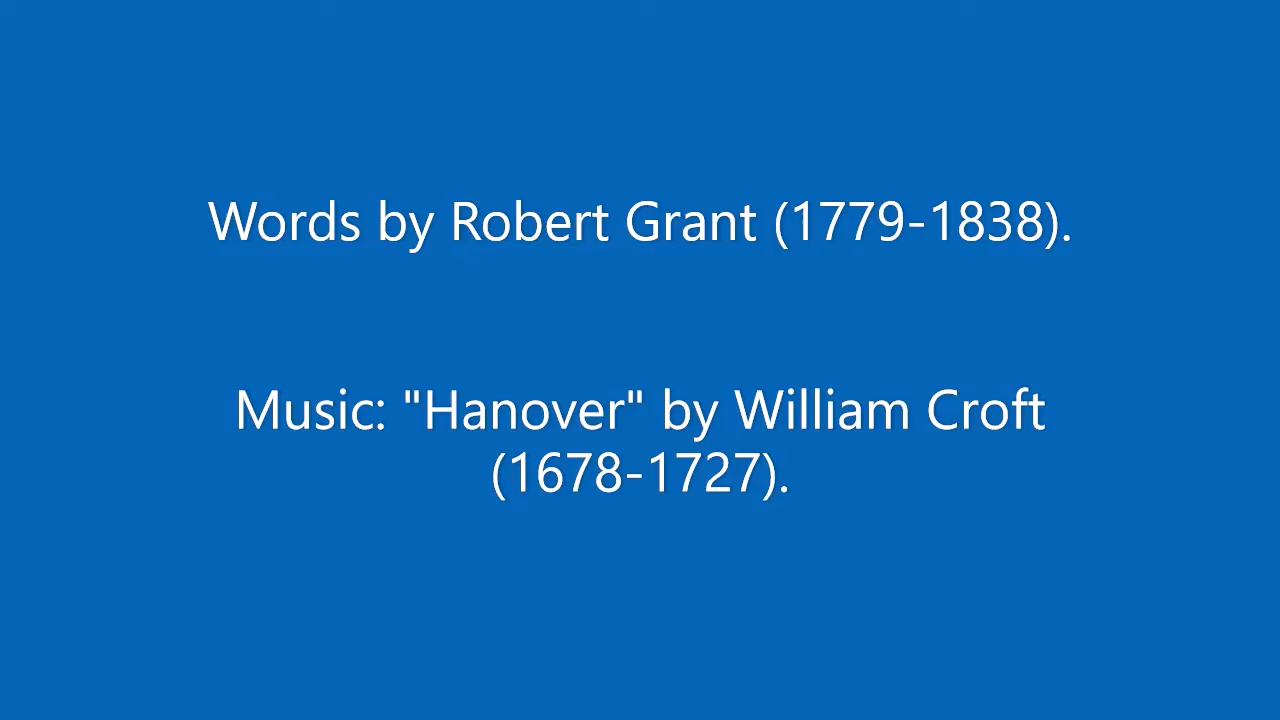 Words by Robert Grant (1779-1838).
Music: "Hanover" by William Croft
(1678-1727).